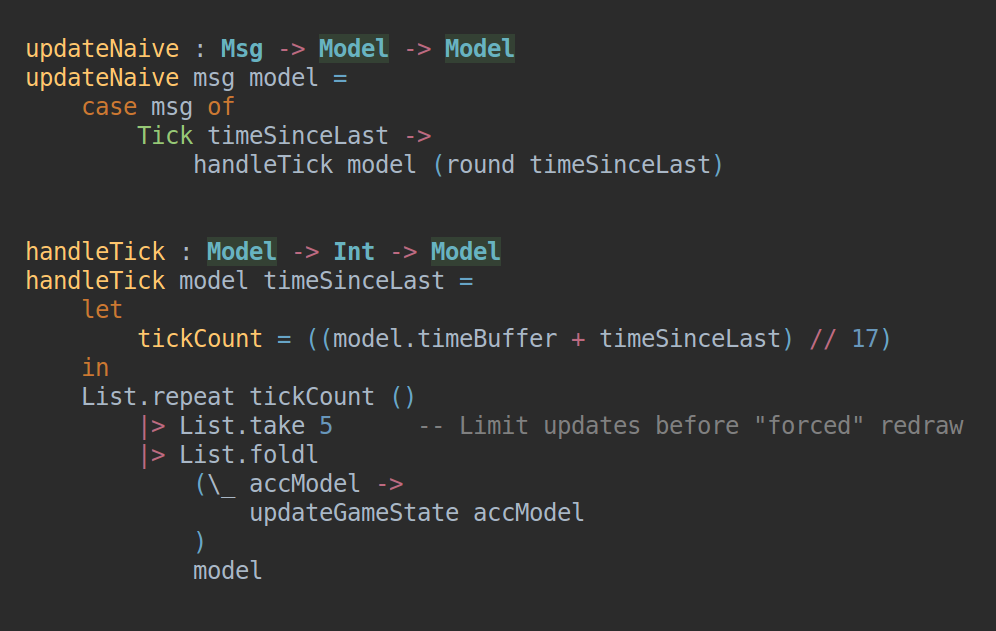 updateNaive : Msg -> Model -> Model
updateNaive msg model =
    case msg of
        Tick timeSinceLast ->
            handleTick model (round timeSinceLast)
handleTick : Model -> Int -> Model
handleTick model timeSinceLast =
    let
        tickCount = ((model.timeBuffer + timeSinceLast) // 17)
    in
    List.repeat tickCount ()
        |> List.take 5      -- Limit updates before "forced" redraw
        |> List.foldl
            (\_ accModel ->
                updateGameState accModel
            )
            model